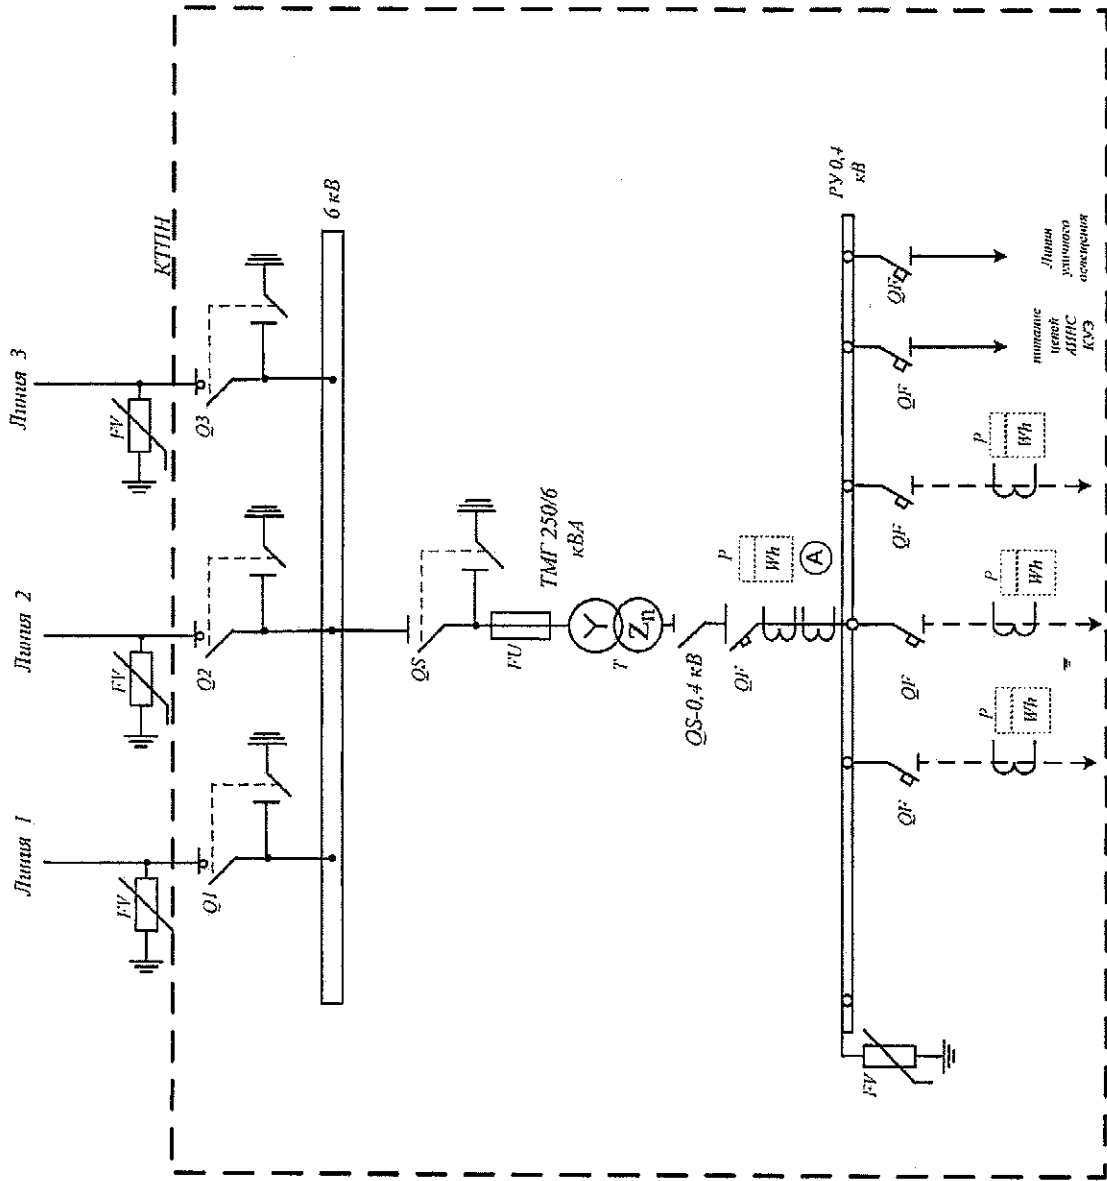 Линия 1
Линия 2
Линия 3
КТПН
FV
FV
FV
Q1
Q2
Q3
6 кВ
QS
FU
ТМГ 250/6
кВА
T
Y
Zn
QS-0,4 кВ
QF
P
Wh
A
РУ 0,4
кВ
FV
QF
QF
QF
QF
QF
P
Wh
P
Wh
P
Wh
питание
цепей
КУЭ
Линия
уличного
освещения